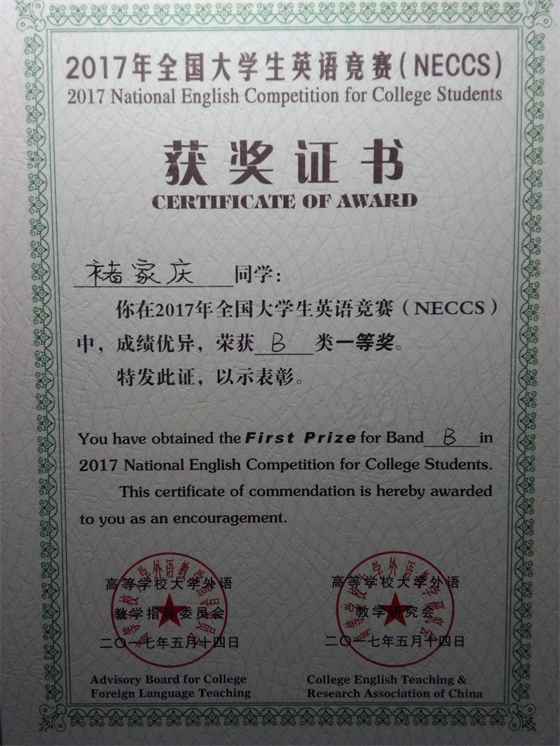 2017年全国大学生英语竞赛(NECCS)
2017 National English Competition for College Students
获奖证书
CERTIFICATE OF AWARD
褚家庆 同学：
你在2017年全国大学生英语竞赛（NECCS）
中，成绩优异，荣获 B 类一等奖。
特发此证，以示表彰。
You have obtained the First Prize for Band B in
2017 National English Competition for College Students.
This certificate of commendation is hereby awarded
to you as an encouragement.
高等学校大学外语
教学指导委员会
二〇一七年五月十四日
Advisory Board for College
Foreign Language Teaching
高等学校大学外语
教学研究会
二〇一七年五月十四日
College English Teaching &
Research Association of China